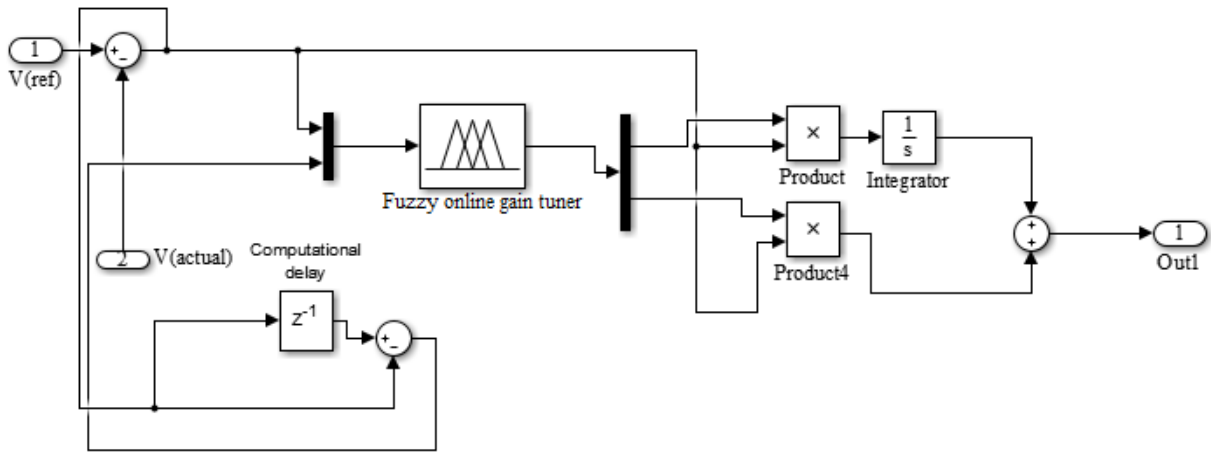 1
V(ref)
+
−
2
V(actual)
Computational
delay
z-1
+
−
Fuzzy online gain tuner
×
Product
1
s
Integrator
×
Product4
+
+
1
Out1